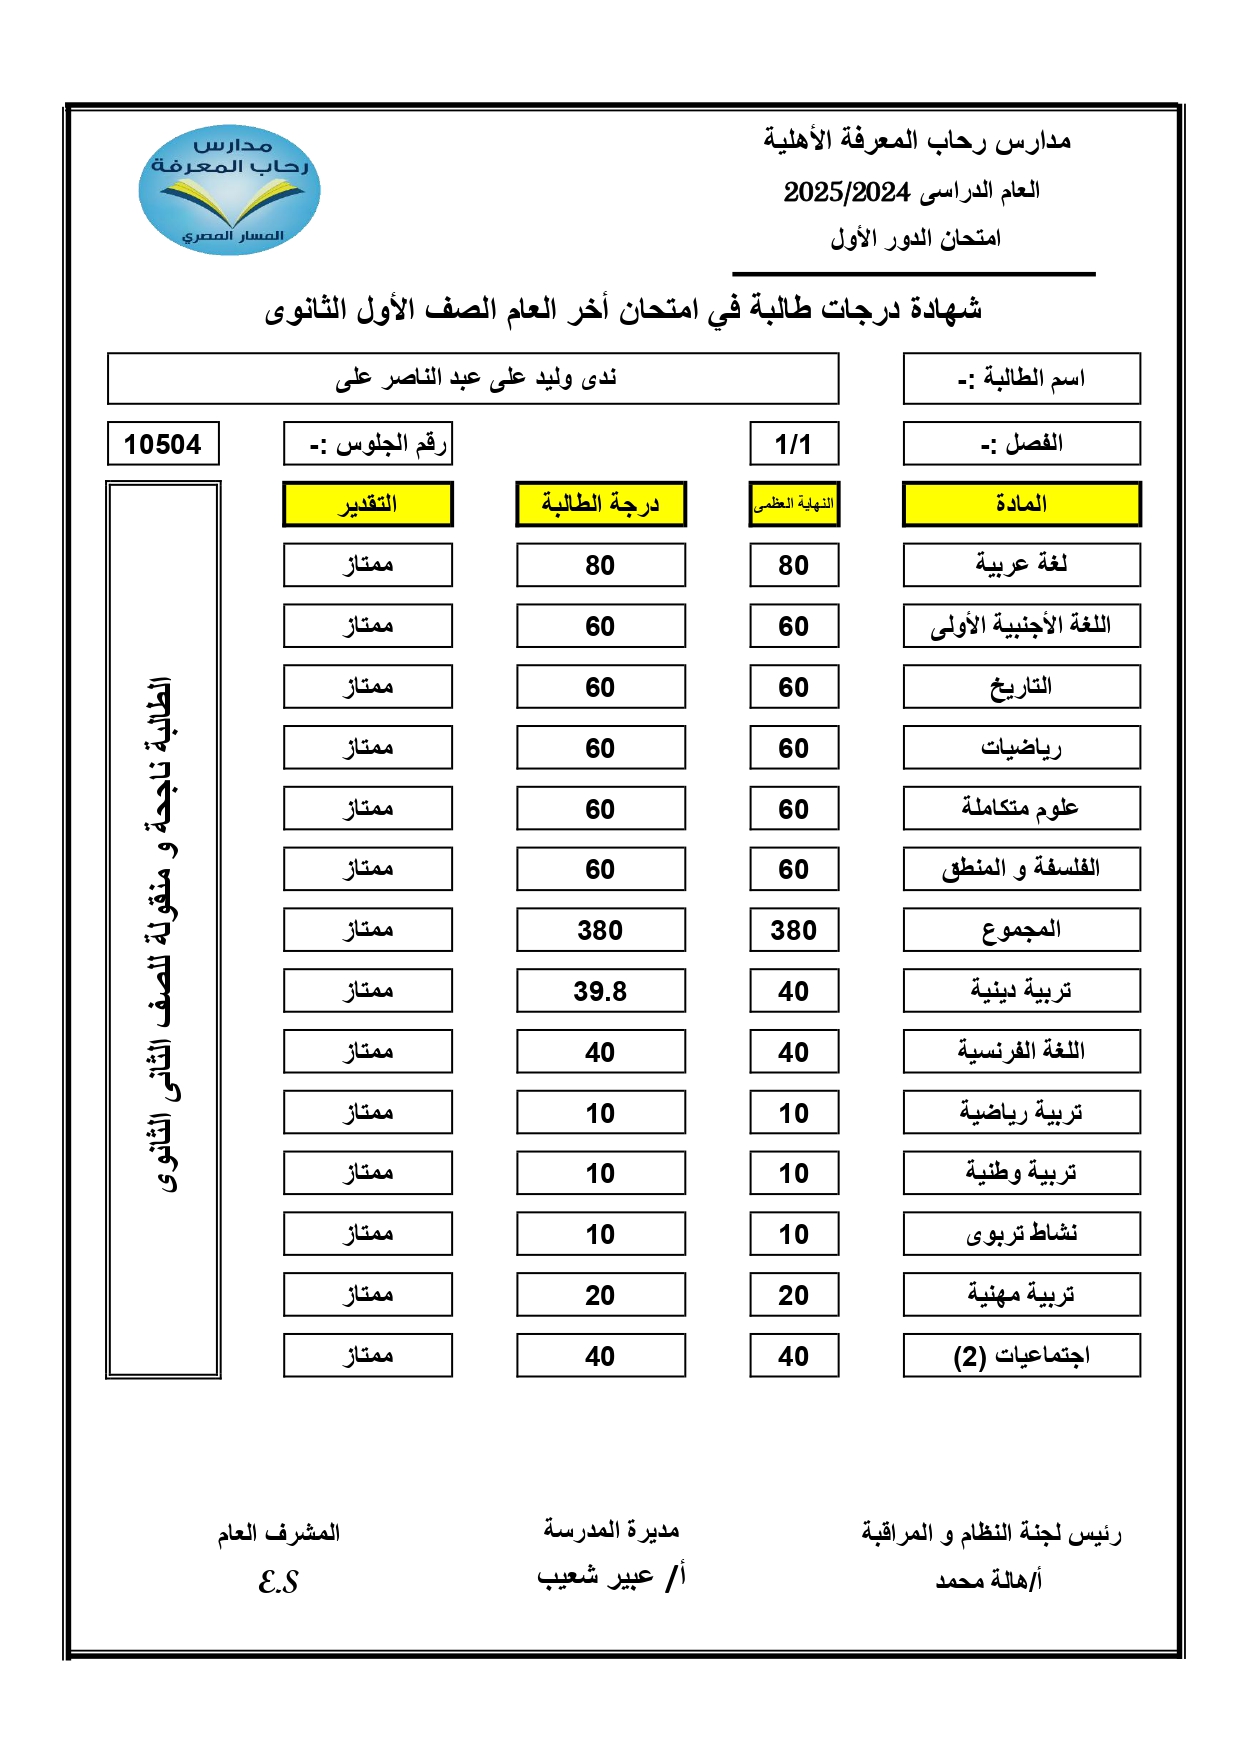 مدارس رحاب المعرفة الأهلية
العام الدراسى 2025/2024
امتحان الدور الأول
مدارس
رحاب المعرفة
المسار المصري
شهادة درجات طالبة في امتحان أخر العام الصف الأول الثانوى
اسم الطالبة :- ندى وليد على عبد الناصر على
الفصل :- 1/1 رقم الجلوس :- 10504
المادة النهاية العظمى درجة الطالبة التقدير
لغة عربية 80 80 ممتاز
اللغة الأجنبية الأولى 60 60 ممتاز
التاريخ 60 60 ممتاز
رياضيات 60 60 ممتاز
علوم متكاملة 60 60 ممتاز
الفلسفة و المنطق 60 60 ممتاز
المجموع 380 380 ممتاز
تربية دينية 40 39.8 ممتاز
اللغة الفرنسية 40 40 ممتاز
تربية رياضية 10 10 ممتاز
تربية وطنية 10 10 ممتاز
نشاط تربوى 10 10 ممتاز
تربية مهنية 20 20 ممتاز
اجتماعيات (2) 40 40 ممتاز
الطالبة ناجحة و منقولة للصف الثانى الثانوى
رئيس لجنة النظام و المراقبة مديرة المدرسة المشرف العام
أ/هالة محمد أ/ عبير شعيب E.S